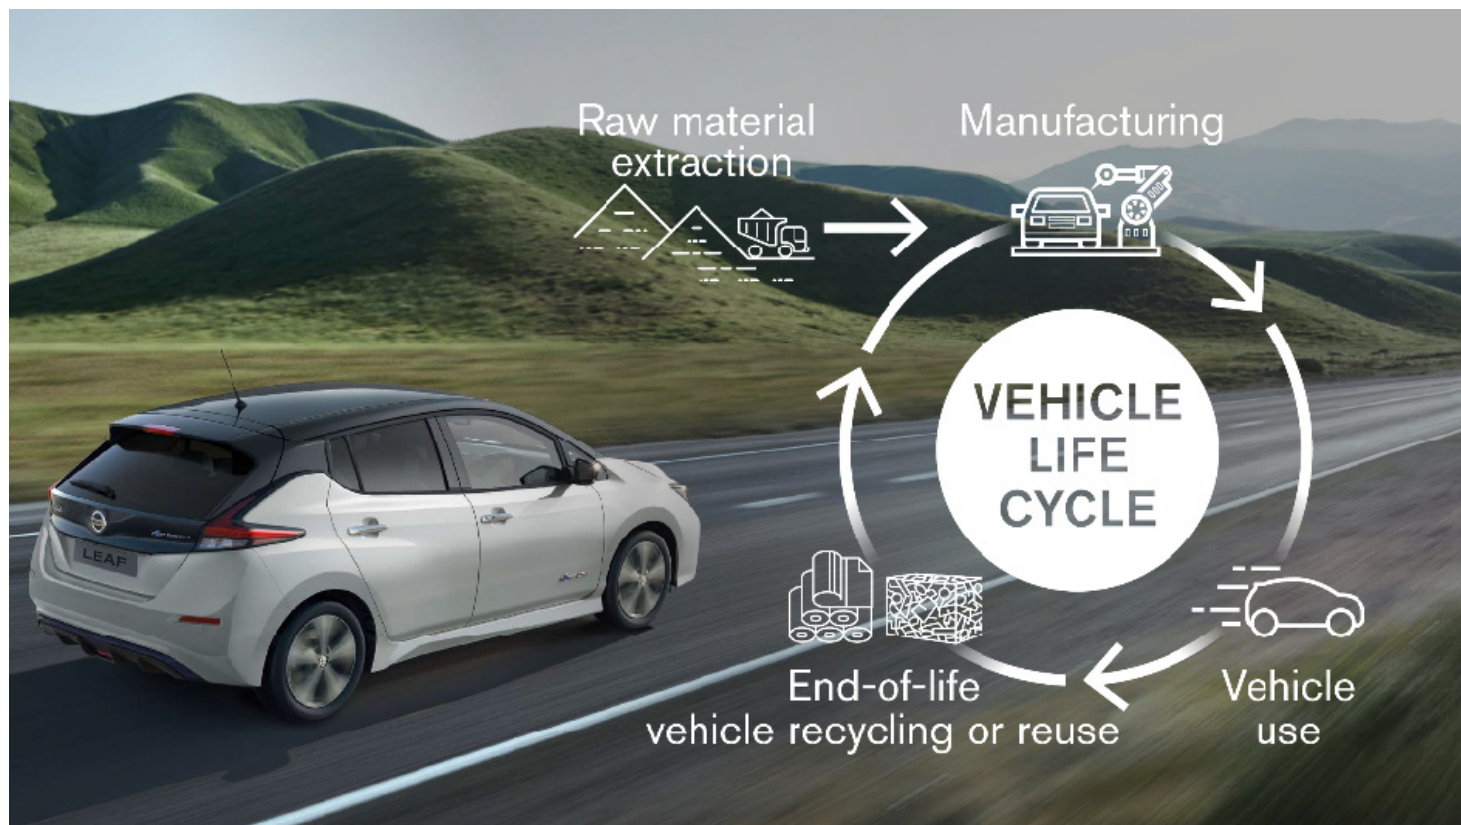 Raw material
extraction
Manufacturing
VEHICLE
LIFE
CYCLE
LEAF
End-of-life
vehicle recycling or reuse
Vehicle
use